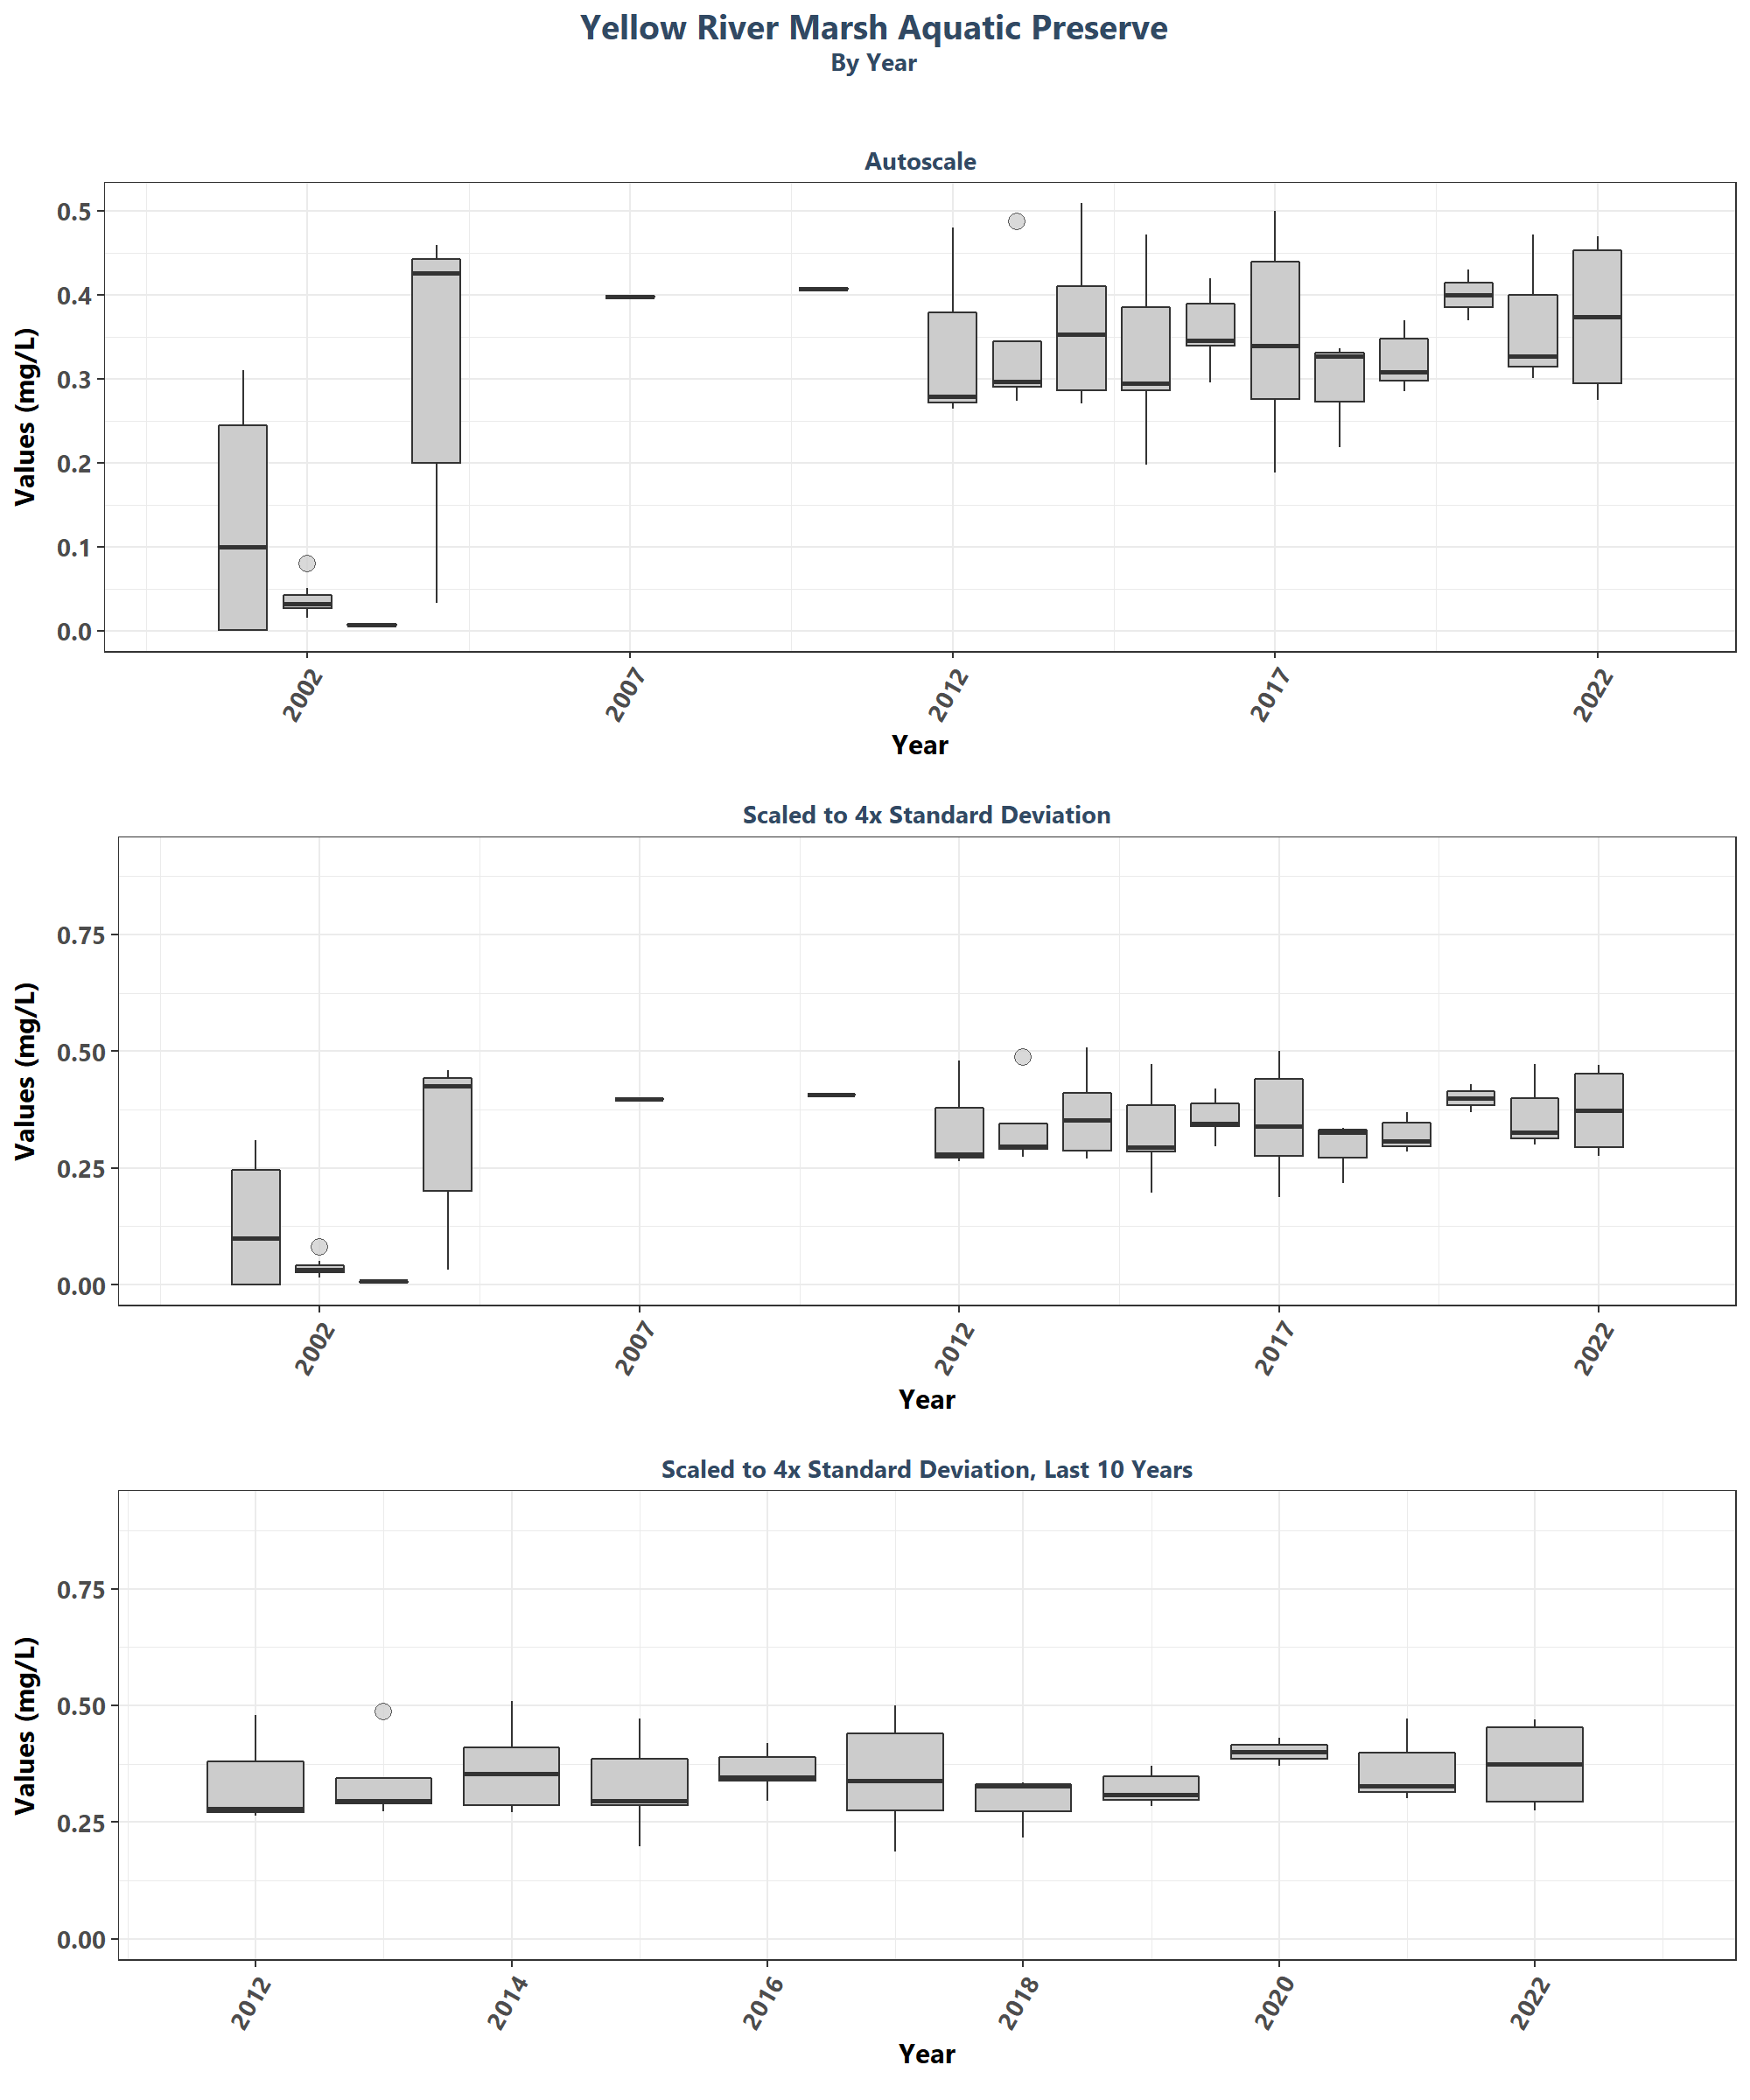 Yellow River Marsh Aquatic Preserve
By Year
Autoscale
Values (mg/L)
0.5
0.4
0.3
0.2
0.1
0.0
2002 2007 2012 2017 2022
Year
Scaled to 4x Standard Deviation
Values (mg/L)
0.75
0.50
0.25
0.00
2002 2007 2012 2017 2022
Year
Scaled to 4x Standard Deviation, Last 10 Years
Values (mg/L)
0.75
0.50
0.25
0.00
2012 2014 2016 2018 2020 2022
Year